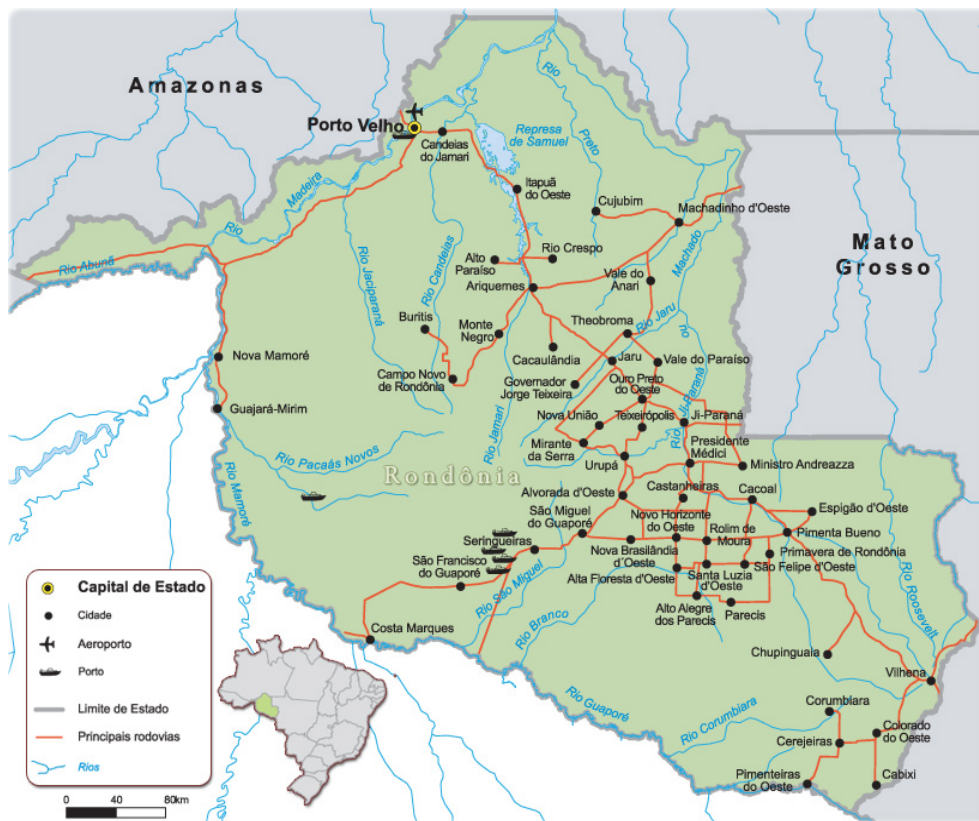 Amazonas
Porto Velho
Candeias
do Jamari
Represa
de Samuel
Rio
Preto
Rio
Madeira
Itapuã
do Oeste
Cujubim
Machadinho d'Oeste
Mato
Grosso
Rio Abunã
Rio Jaciparaná
Rio Candeias
Alto
Paraíso
Rio Crespo
Machado
Ariquemes
Vale do
Anari
Buritis
Monte
Negro
Theobroma
Rio Jaru
ou
Nova Mamoré
Cacaulândia
Jaru
Vale do Paraíso
Campo Novo
de Rondônia
Governador
Jorge Teixeira
Ouro Preto
do Oeste
Guajará-Mirim
Rio Jamari
Nova União
Teixeirópolis
Rio Ji-Paraná
Ji-Paraná
Mirante
da Serra
Presidente
Médici
Rio Pacaás Novos
Urupá
Ministro Andreazza
Rondônia
Rio Mamoré
Alvorada d'Oeste
Castanheiras
Cacoal
São Miguel
do Guaporé
Novo Horizonte
do Oeste
Rolim de
Moura
Espigão d'Oeste
Pimenta Bueno
Seringueiras
Nova Brasilândia
d'Oeste
Primavera de Rondônia
São Francisco
do Guaporé
Rio São Miguel
Alta Floresta d'Oeste
Santa Luzia
d'Oeste
São Felipe d'Oeste
Rio Roosevelt
Rio Branco
Alto Alegre
dos Parecis
Parecis
Costa Marques
Chupinguaia
Vilhena
Rio Guaporé
Rio Corumbiara
Corumbiara
Colorado
do Oeste
Cerejeiras
Pimenteiras
do Oeste
Cabixi
Capital de Estado
Cidade
Aeroporto
Porto
Limite de Estado
Principais rodovias
Rios
0 40 80km